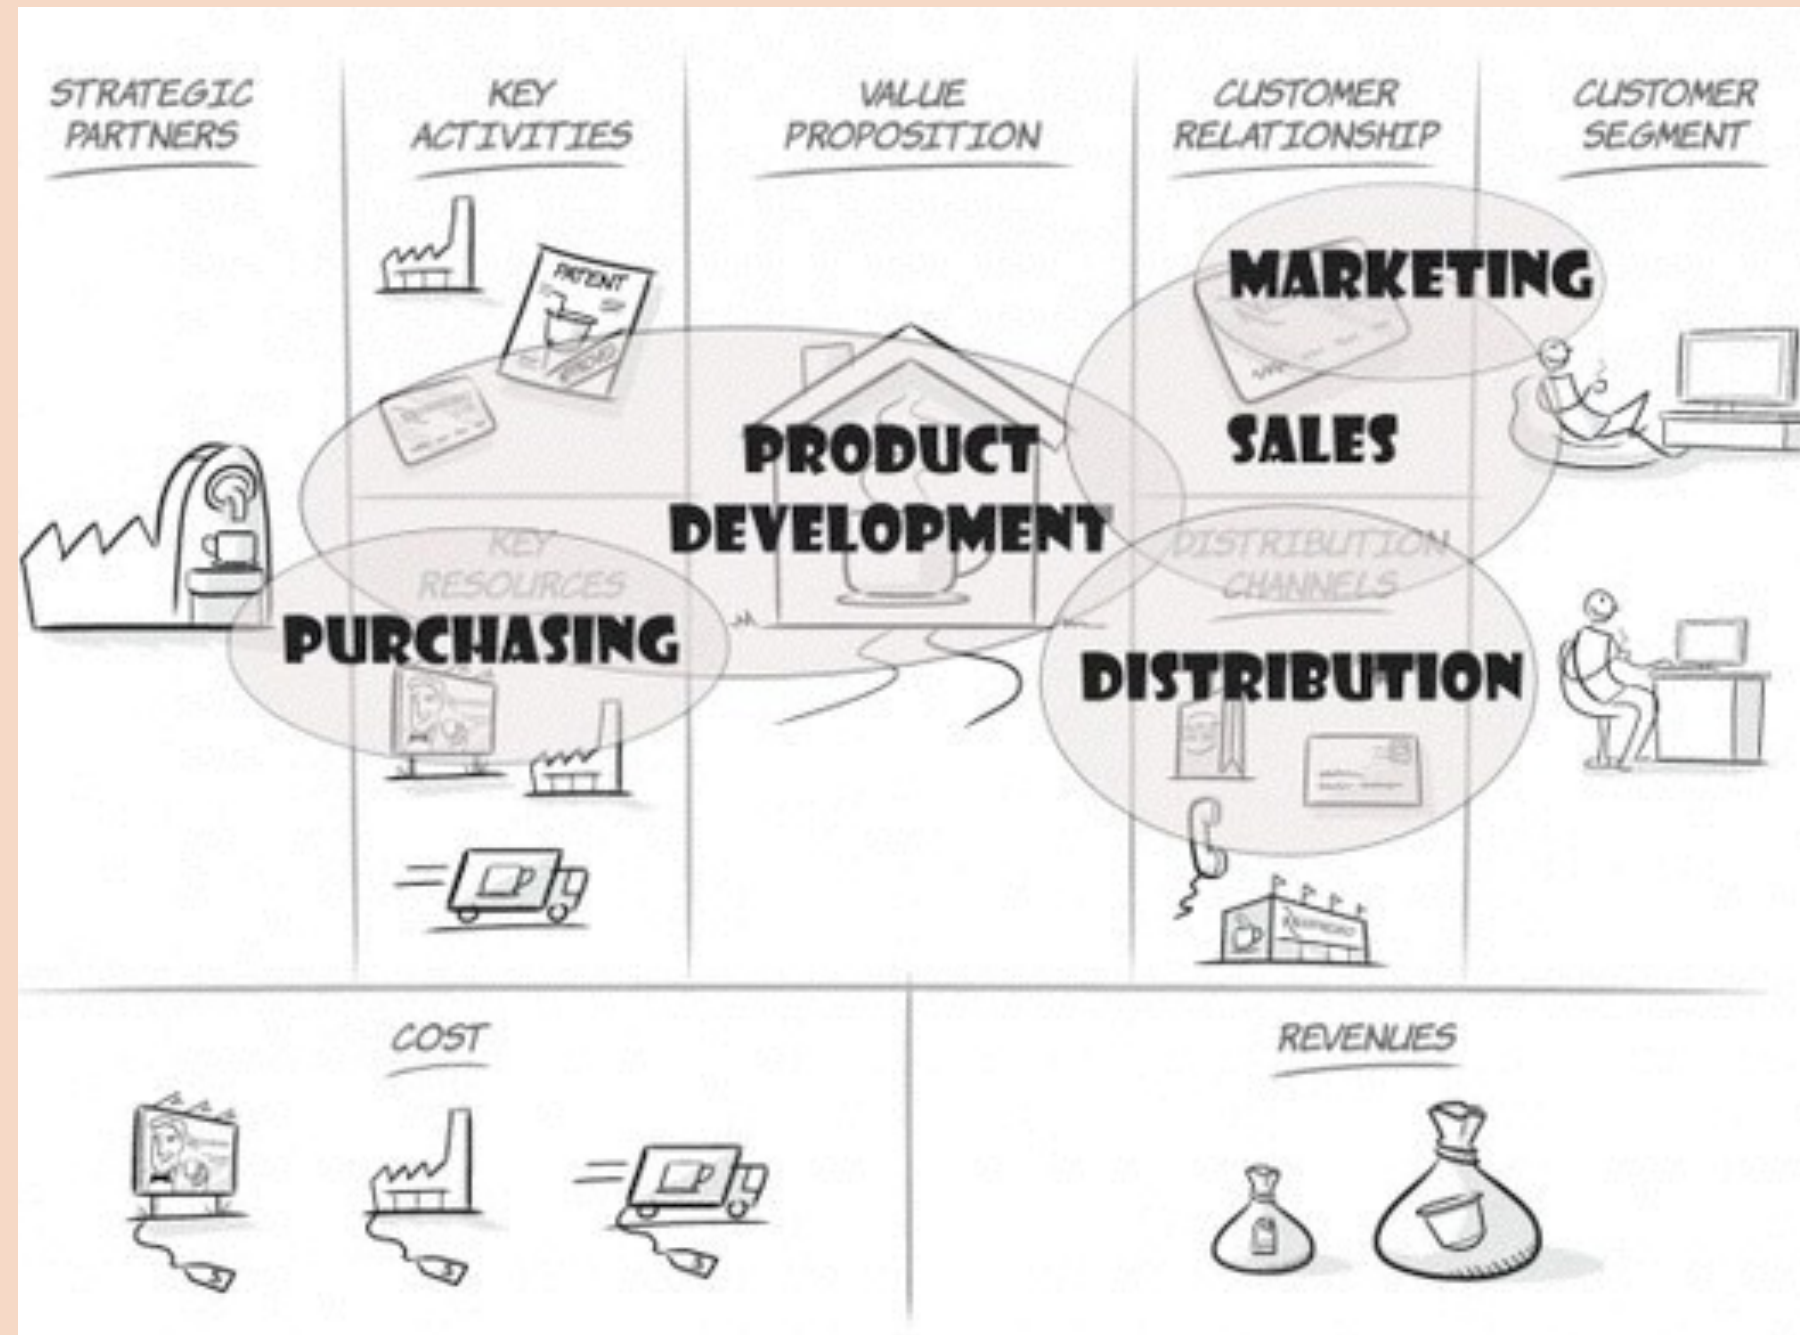 STRATEGIC
PARTNERS
KEY
ACTIVITIES
VALUE
PROPOSITION
CUSTOMER
RELATIONSHIP
CUSTOMER
SEGMENT
PATENT
MARKETING
SALES
PRODUCT
DEVELOPMENT
KEY
RESOURCES
DISTRIBUTION
CHANNELS
PURCHASING
DISTRIBUTION
COST
REVENUES